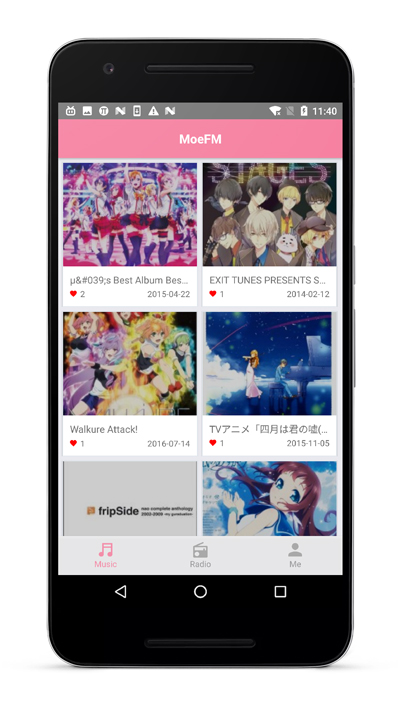 11:40
MoeFM
STAGES
μ&#039;s Best Album Bes...
2
2015-04-22
EXIT TUNES PRESENTS S...
1
2014-02-12
Walkure Attack!
1
2016-07-14
TVアニメ「四月は君の嘘(...
1
2015-11-05
fripSide
nao complete anthology
2002-2009
Music
Radio
Me